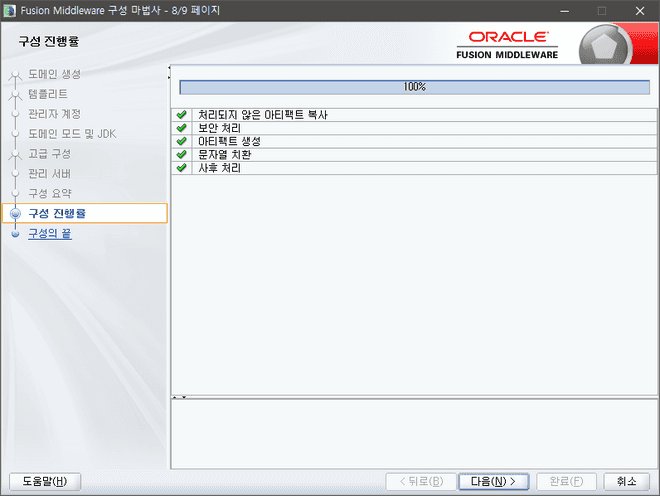 Fusion Middleware 구성 마법사 - 8/9 페이지
구성 진행률
ORACLE
FUSION MIDDLEWARE
도메인 생성
템플리트
관리자 계정
도메인 모드 및 JDK
고급 구성
관리 서버
구성 요약
구성 진행률
구성의 끝
100%
처리되지 않은 아티팩트 복사
보안 처리
아티팩트 생성
문자열 치환
사후 처리
도움말(H)
< 뒤로(B)
다음(N) >
완료(F)
취소